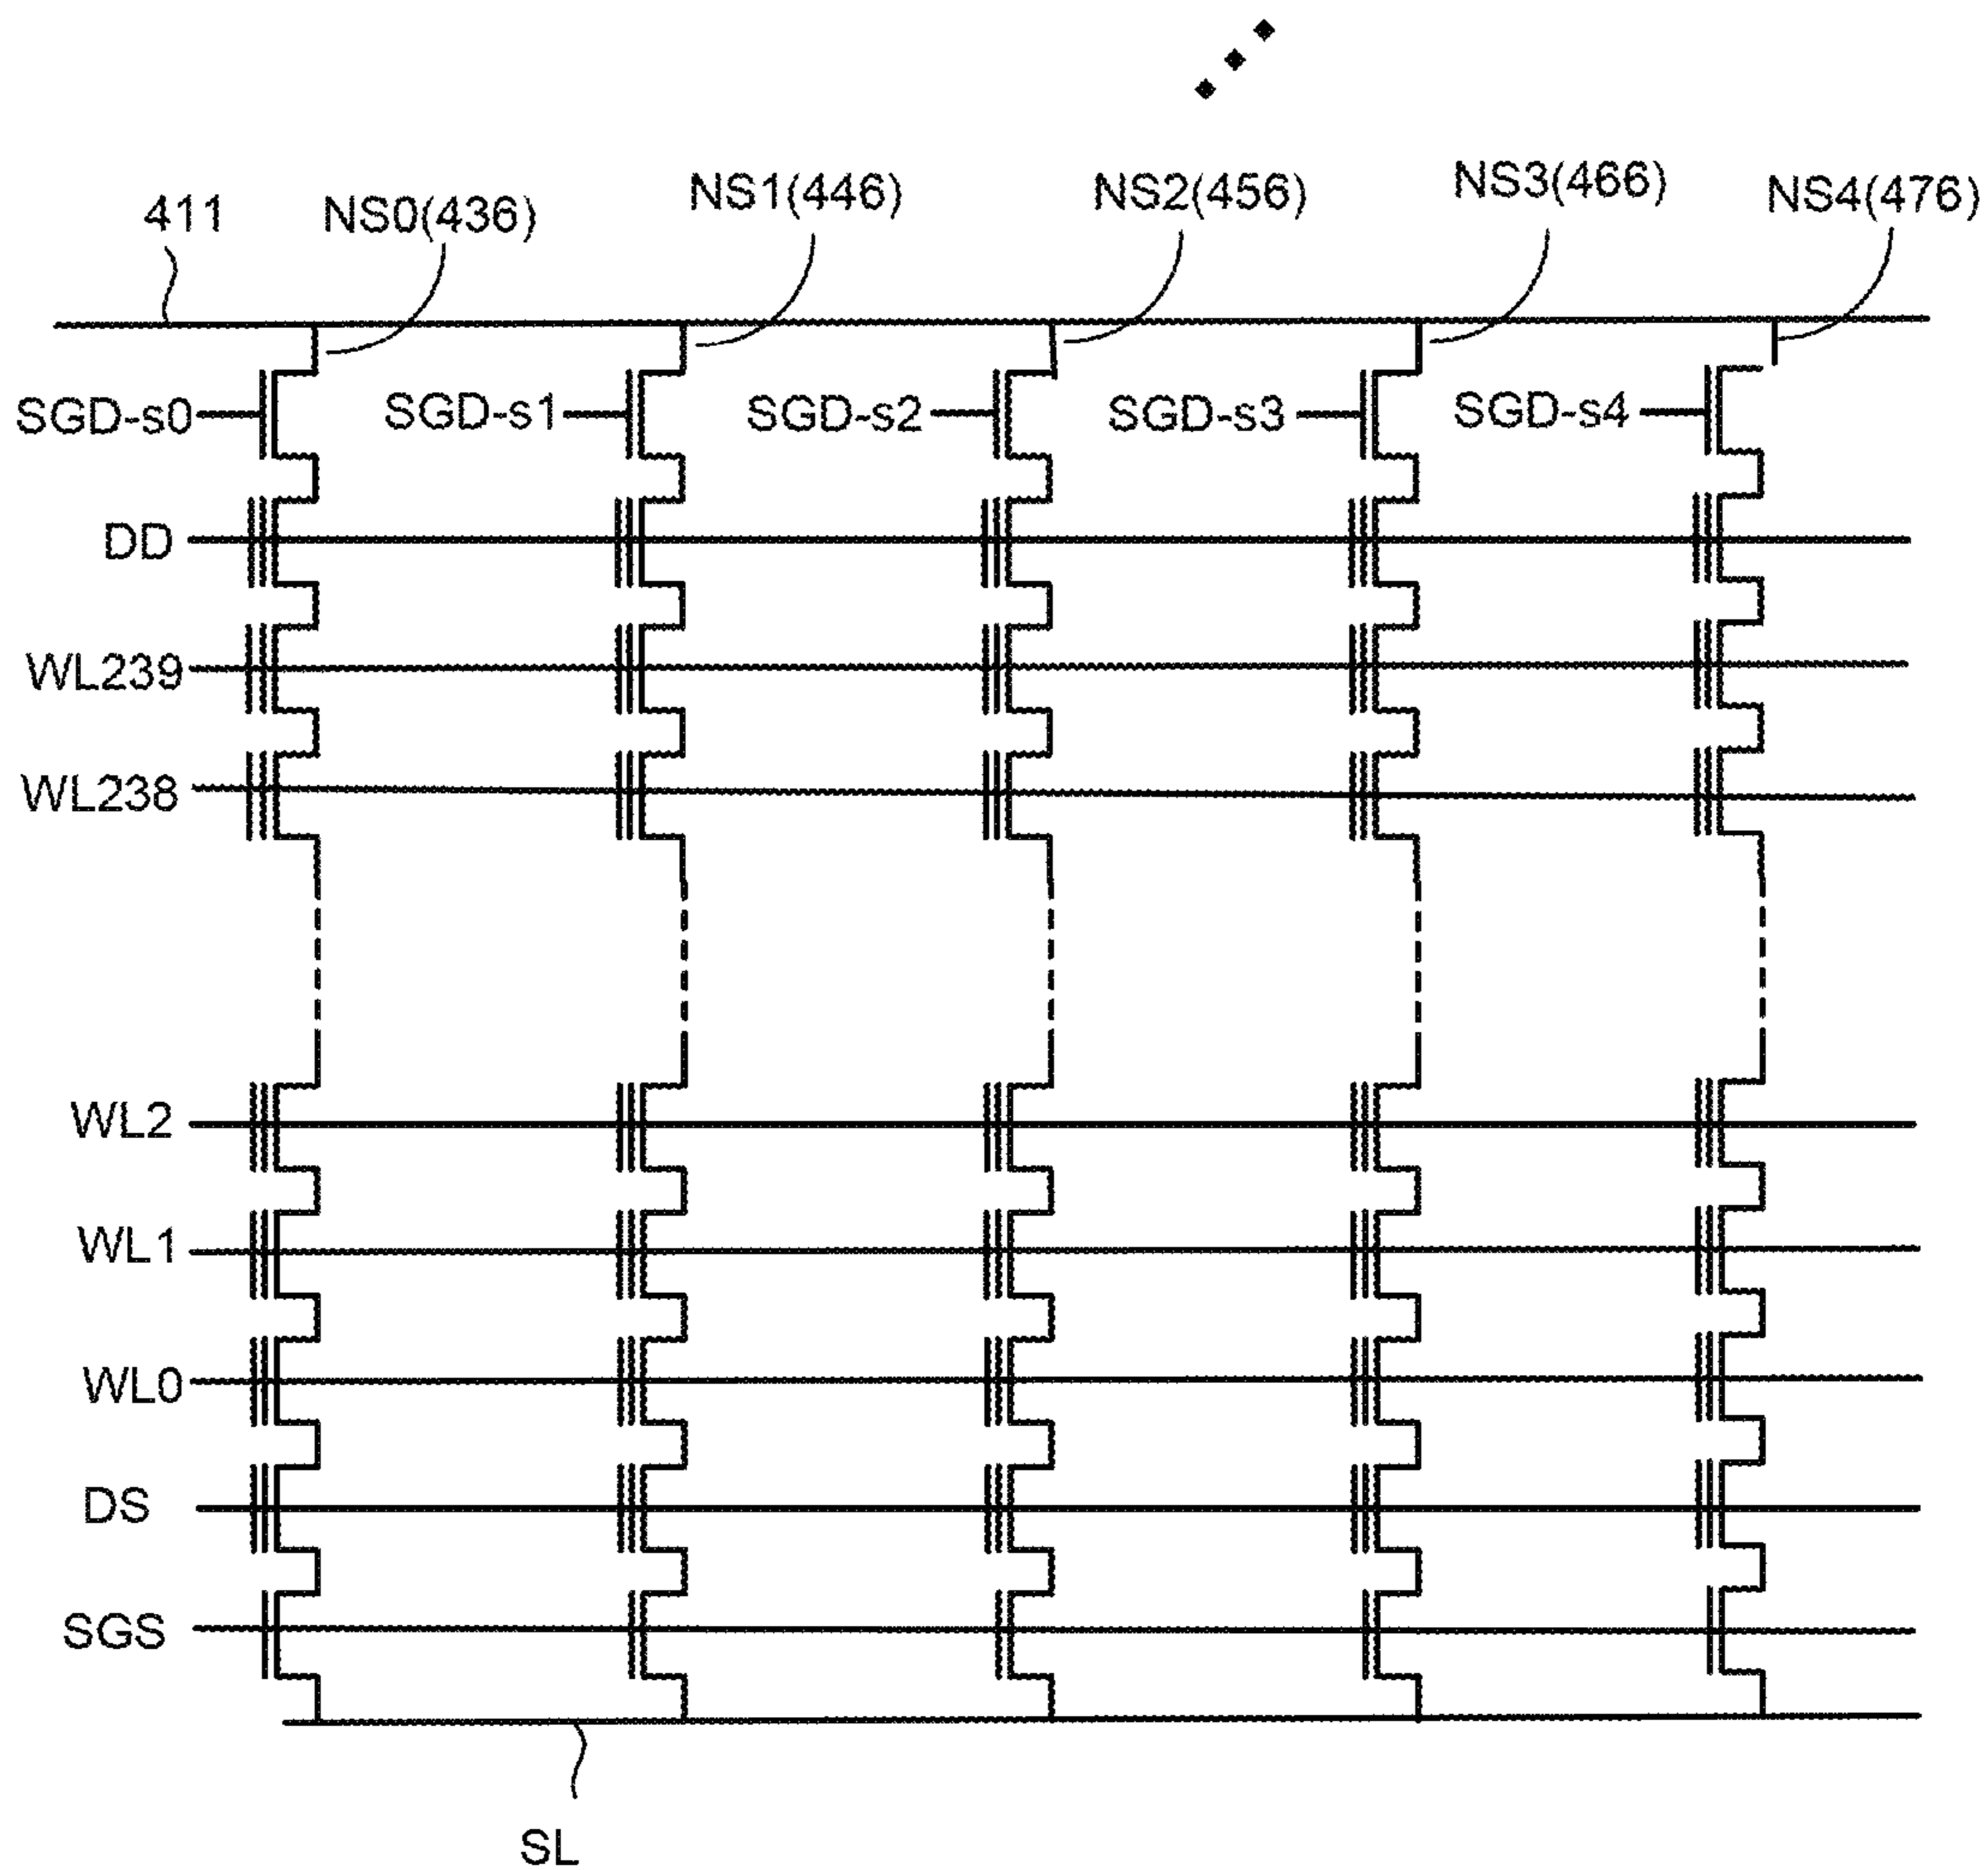 411
NS0(436)
NS1(446)
NS2(456)
NS3(466)
NS4(476)
SGD-s0
SGD-s1
SGD-s2
SGD-s3
SGD-s4
DD
WL239
WL238
WL2
WL1
WL0
DS
SGS
SL